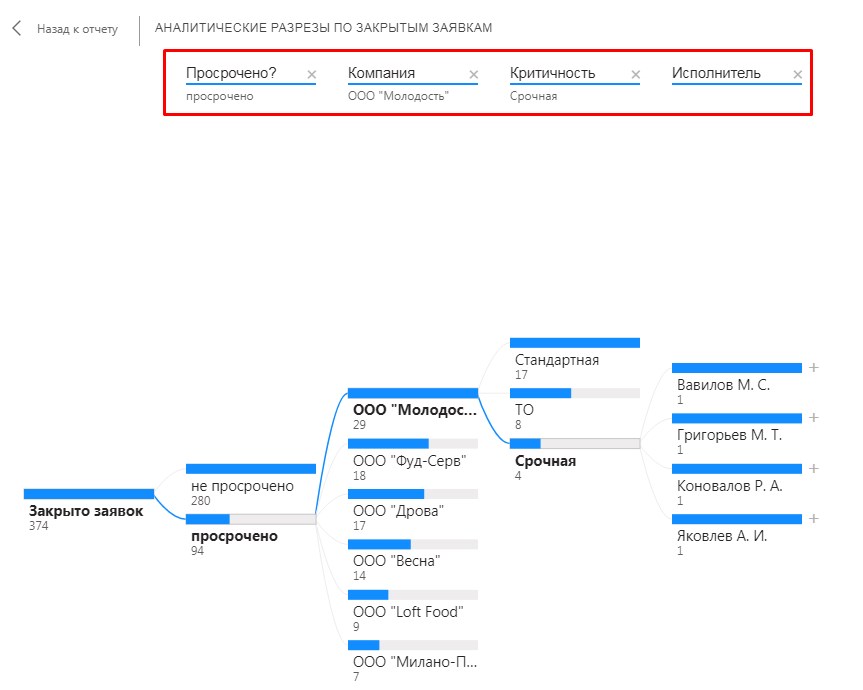 Назад к отчету
АНАЛИТИЧЕСКИЕ РАЗРЕЗЫ ПО ЗАКРЫТЫМ ЗАЯВКАМ
Просрочено?
просрочено
Компания
ООО "Молодость"
Критичность
Срочная
Исполнитель
Закрыто заявок
374
не просрочено
280
просрочено
94
ООО "Молодос...
29
ООО "Фуд-Серв"
18
ООО "Дрова"
17
ООО "Весна"
14
ООО "Loft Food"
9
ООО "Милано-П...
7
Стандартная
17
ТО
8
Срочная
4
Вавилов М. С.
1
Григорьев М. Т.
1
Коновалов Р. А.
1
Яковлев А. И.
1